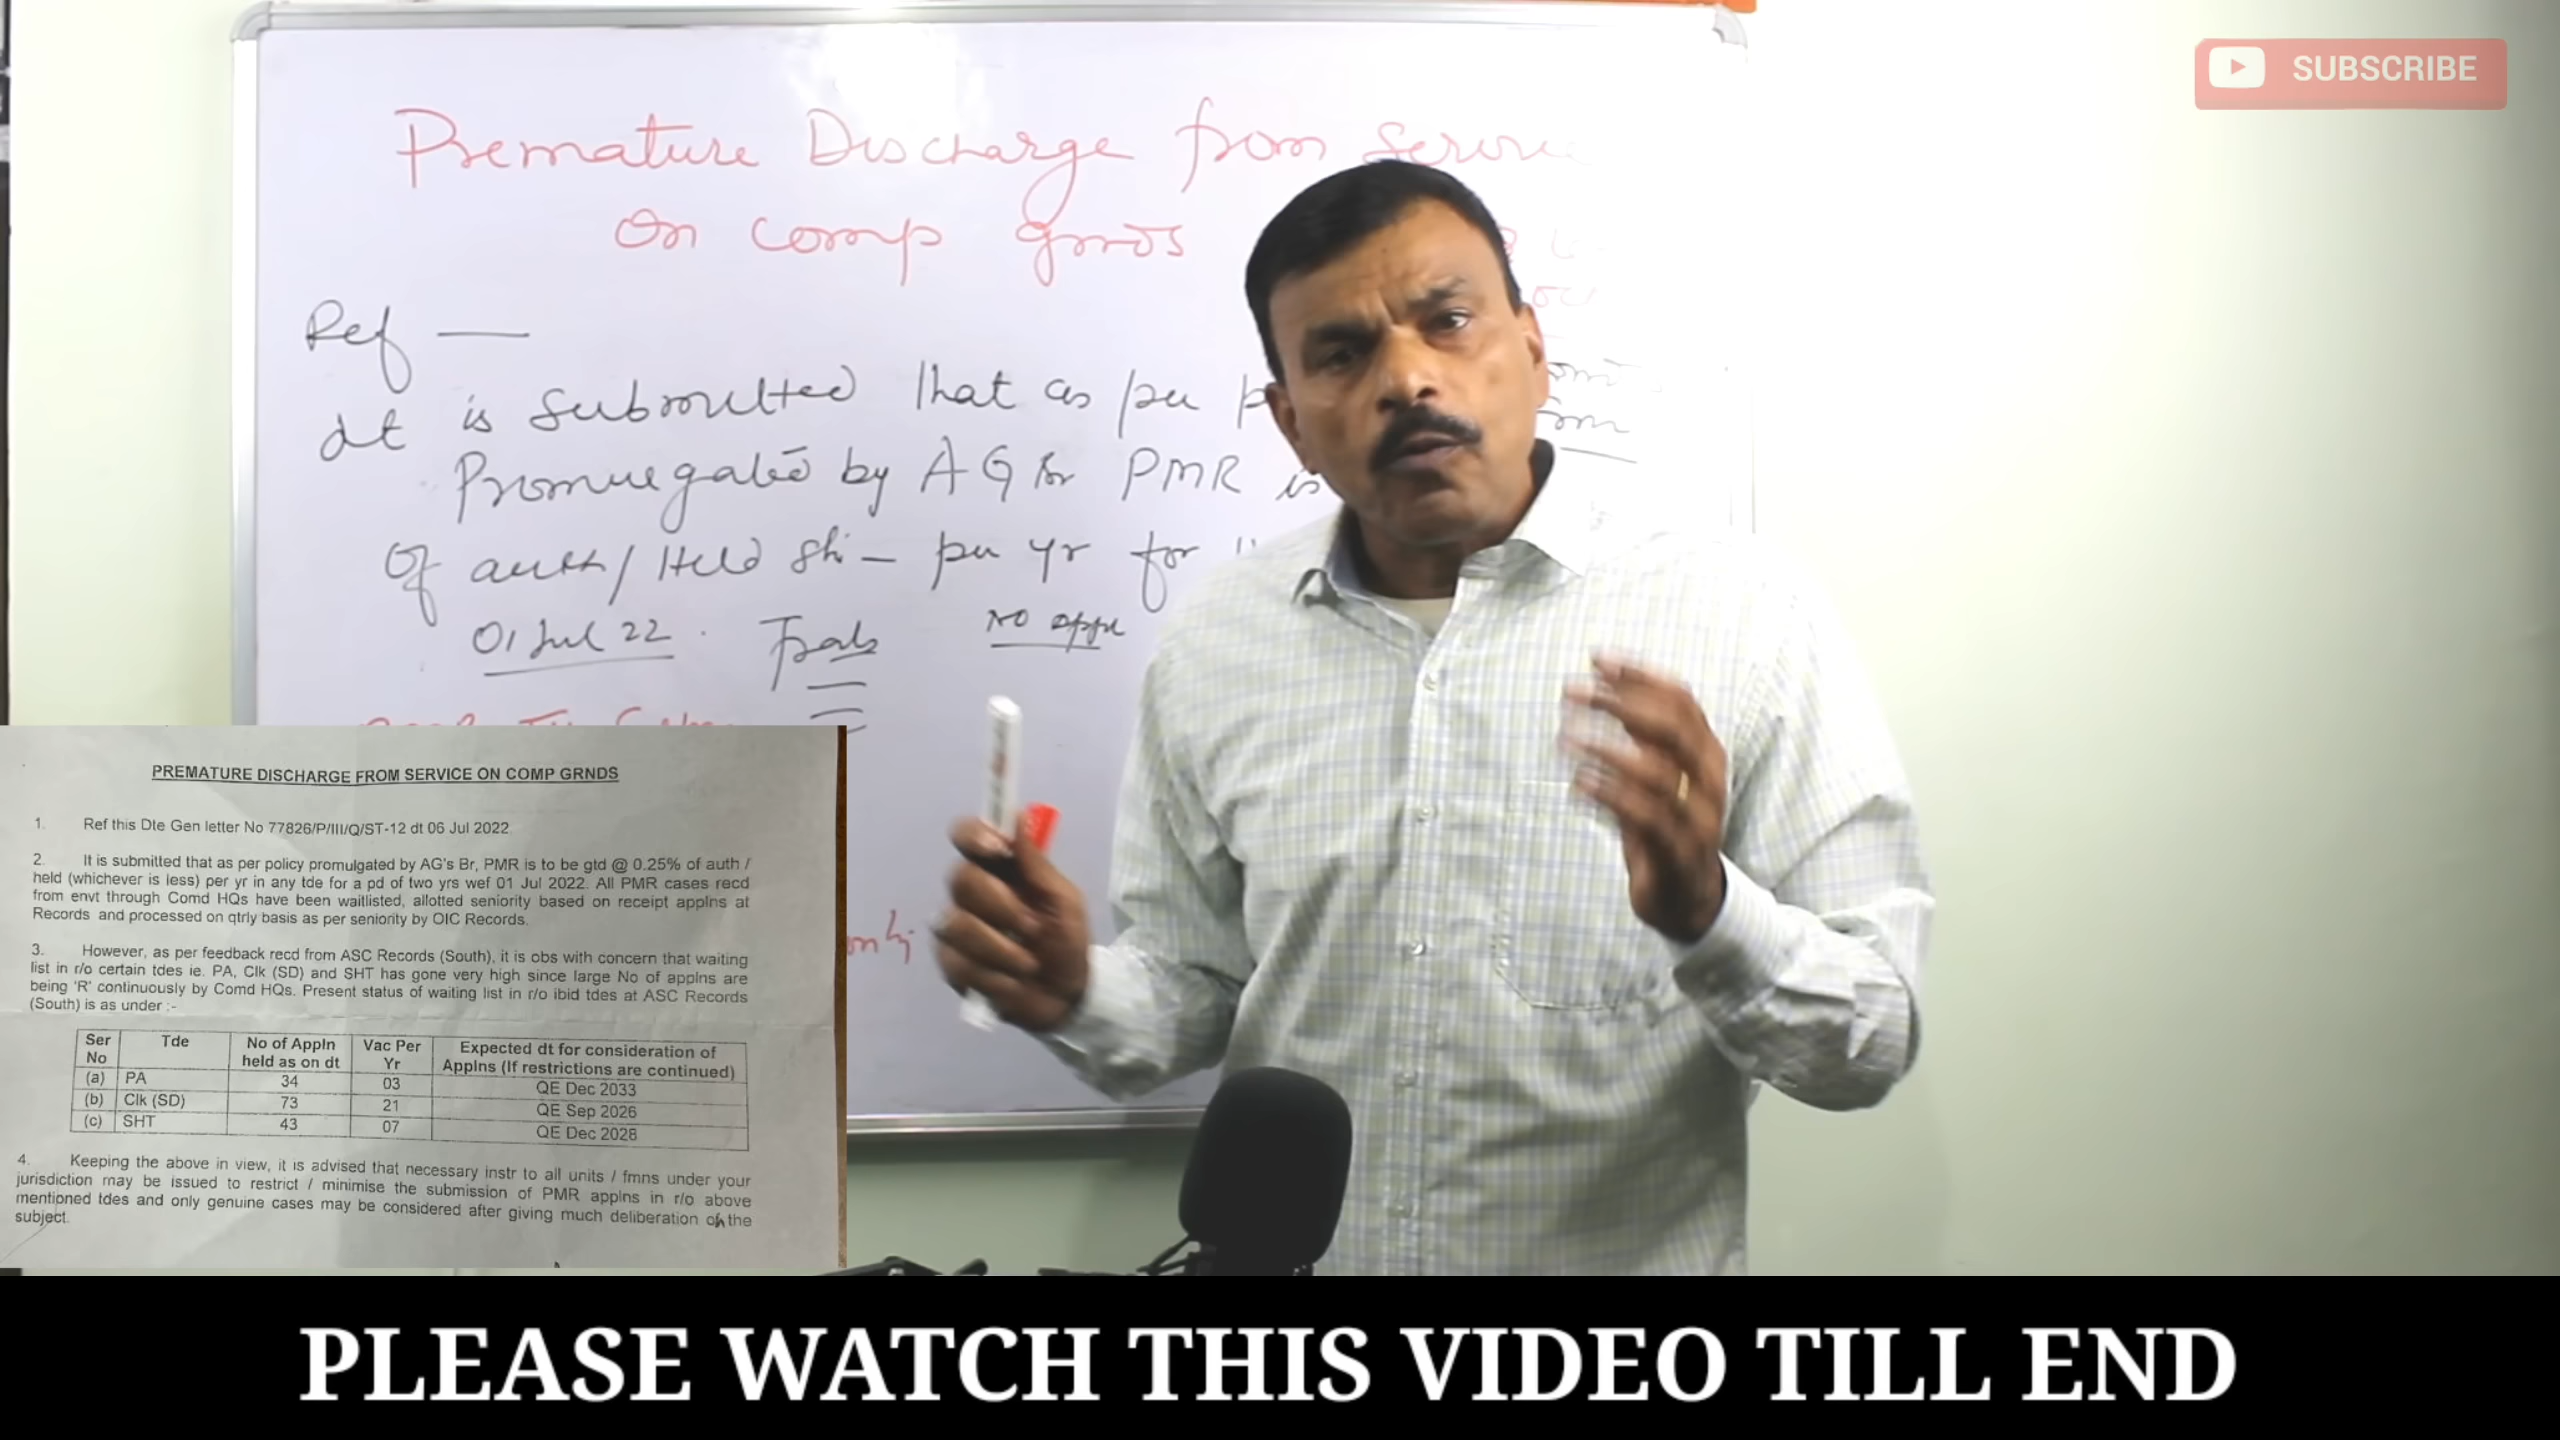 SUBSCRIBE
Premature Discharge from Service
On comp grnds
Ref —
dt is submitted that as per
Promulgated by AG Br PMR is
of auth/Held str - per yr for
01 Jul 22. Trade No appl
only
PREMATURE DISCHARGE FROM SERVICE ON COMP GRNDS
1. Ref this Dte Gen letter No 77826/P/III/Q/ST-12 dt 06 Jul 2022.
2. It is submitted that as per policy promulgated by AG's Br, PMR is to be gtd @ 0.25% of auth /
held (whichever is less) per yr in any tde for a pd of two yrs wef 01 Jul 2022. All PMR cases recd
from envt through Comd HQs have been waitlisted, allotted seniority based on receipt applns at
Records and processed on qtrly basis as per seniority by OIC Records.
3. However, as per feedback recd from ASC Records (South), it is obs with concern that waiting
list in r/o certain tdes ie. PA, Clk (SD) and SHT has gone very high since large No of applns are
being 'R' continuously by Comd HQs. Present status of waiting list in r/o ibid tdes at ASC Records
(South) is as under :-
Ser No Tde No of Appln held as on dt Vac Per Yr Expected dt for consideration of Applns (If restrictions are continued)
(a) PA 34 03 QE Dec 2033
(b) Clk (SD) 73 21 QE Sep 2026
(c) SHT 43 07 QE Dec 2028
4. Keeping the above in view, it is advised that necessary instr to all units / fmns under your
jurisdiction may be issued to restrict / minimise the submission of PMR applns in r/o above
mentioned tdes and only genuine cases may be considered after giving much deliberation on the
subject.
PLEASE WATCH THIS VIDEO TILL END